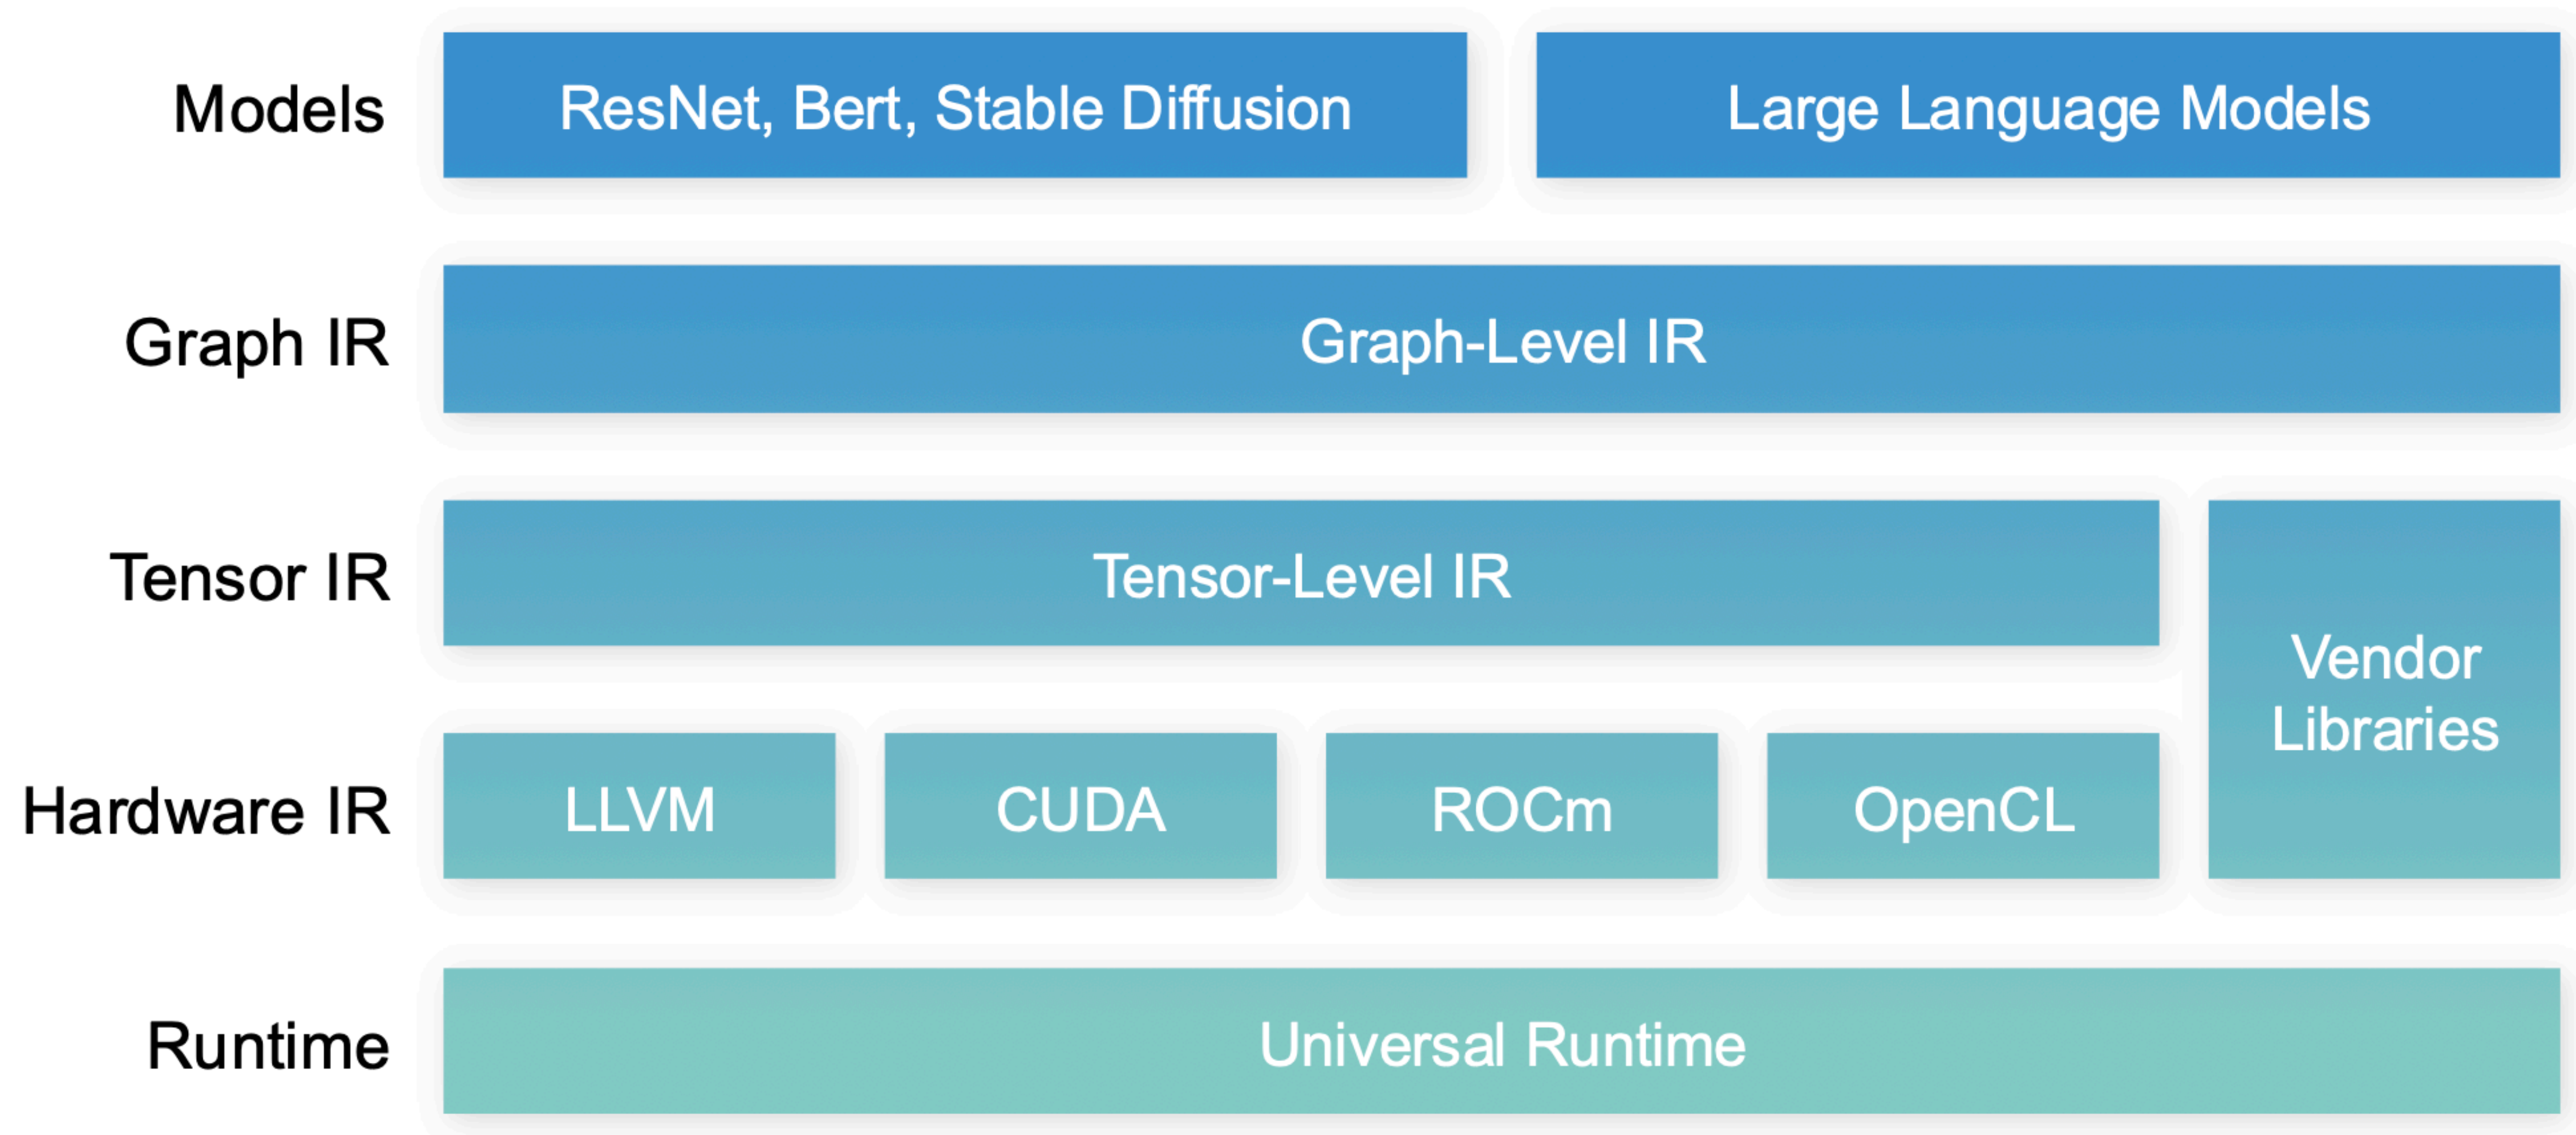 Models
ResNet, Bert, Stable Diffusion
Large Language Models
Graph IR
Graph-Level IR
Tensor IR
Tensor-Level IR
Vendor
Libraries
Hardware IR
LLVM
CUDA
ROCm
OpenCL
Runtime
Universal Runtime